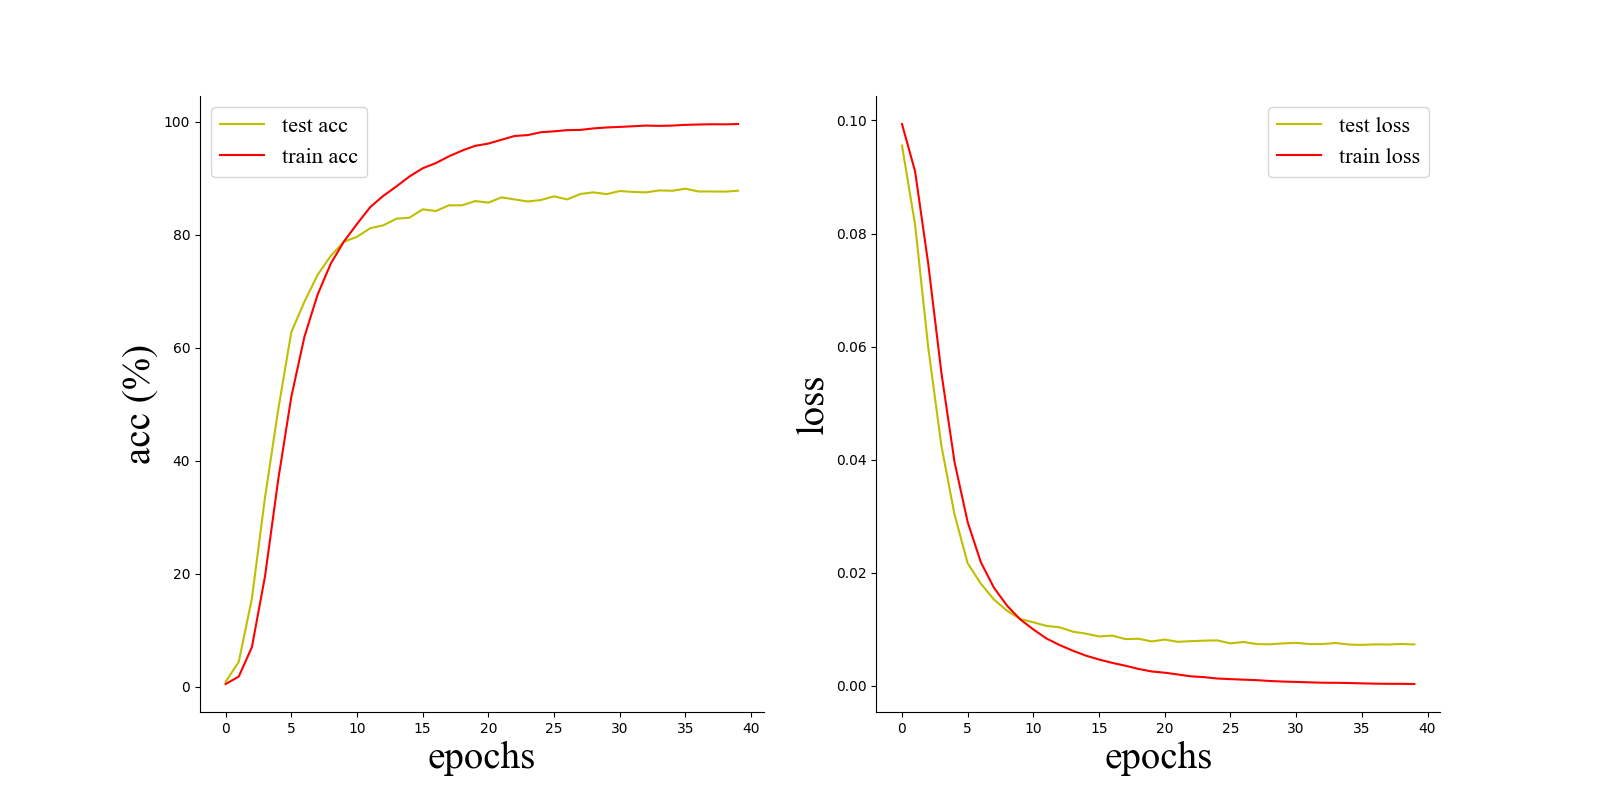 test acc
train acc
100
80
60
40
20
0
acc (%)
0 5 10 15 20 25 30 35 40
epochs
test loss
train loss
0.10
0.08
0.06
0.04
0.02
0.00
loss
0 5 10 15 20 25 30 35 40
epochs